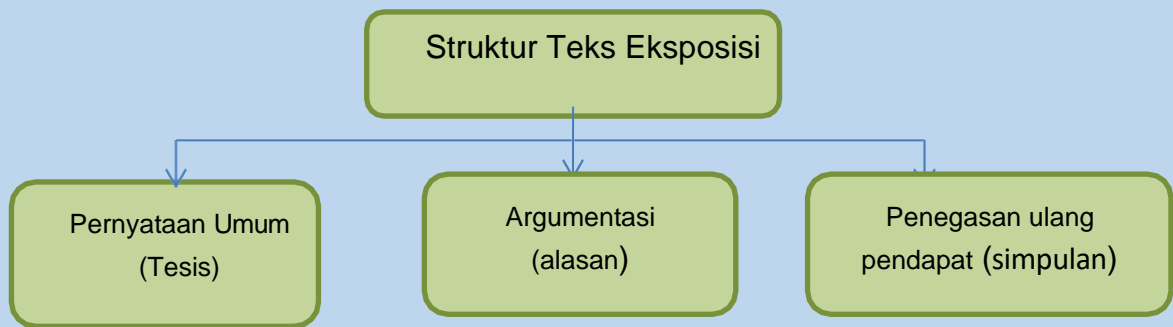 Struktur Teks Eksposisi
Pernyataan Umum
(Tesis)
Argumentasi
(alasan)
Penegasan ulang
pendapat (simpulan)